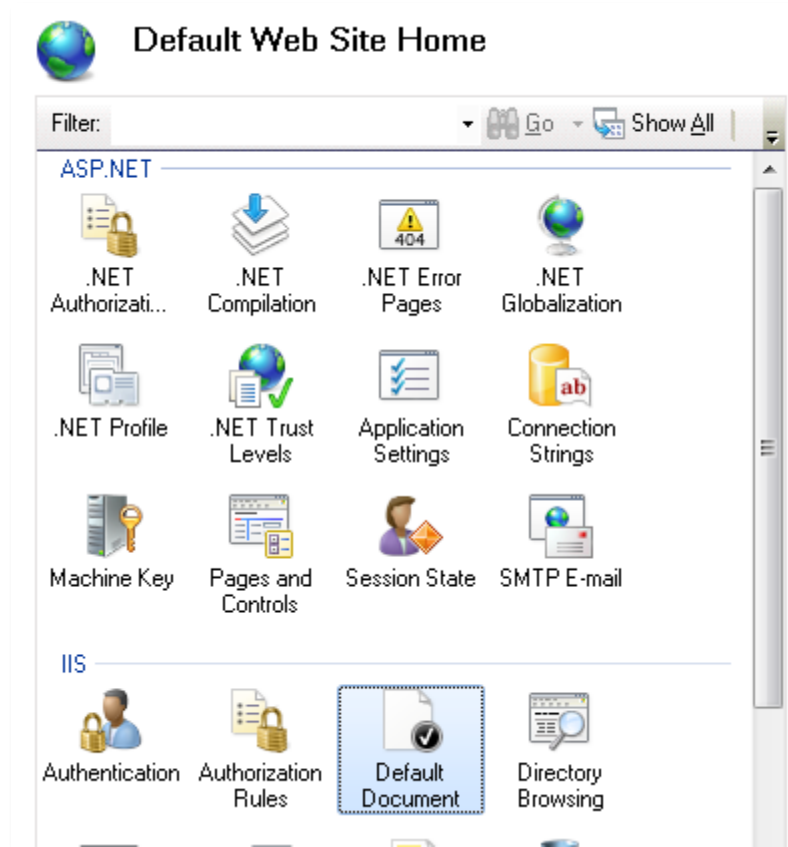 Default Web Site Home
Filter:
Go
Show All
ASP.NET
.NET
Authorizati...
.NET
Compilation
404
.NET Error
Pages
.NET
Globalization
.NET Profile
.NET Trust
Levels
Application
Settings
ab
Connection
Strings
Machine Key
Pages and
Controls
Session State
SMTP E-mail
IIS
Authentication
Authorization
Rules
Default
Document
Directory
Browsing